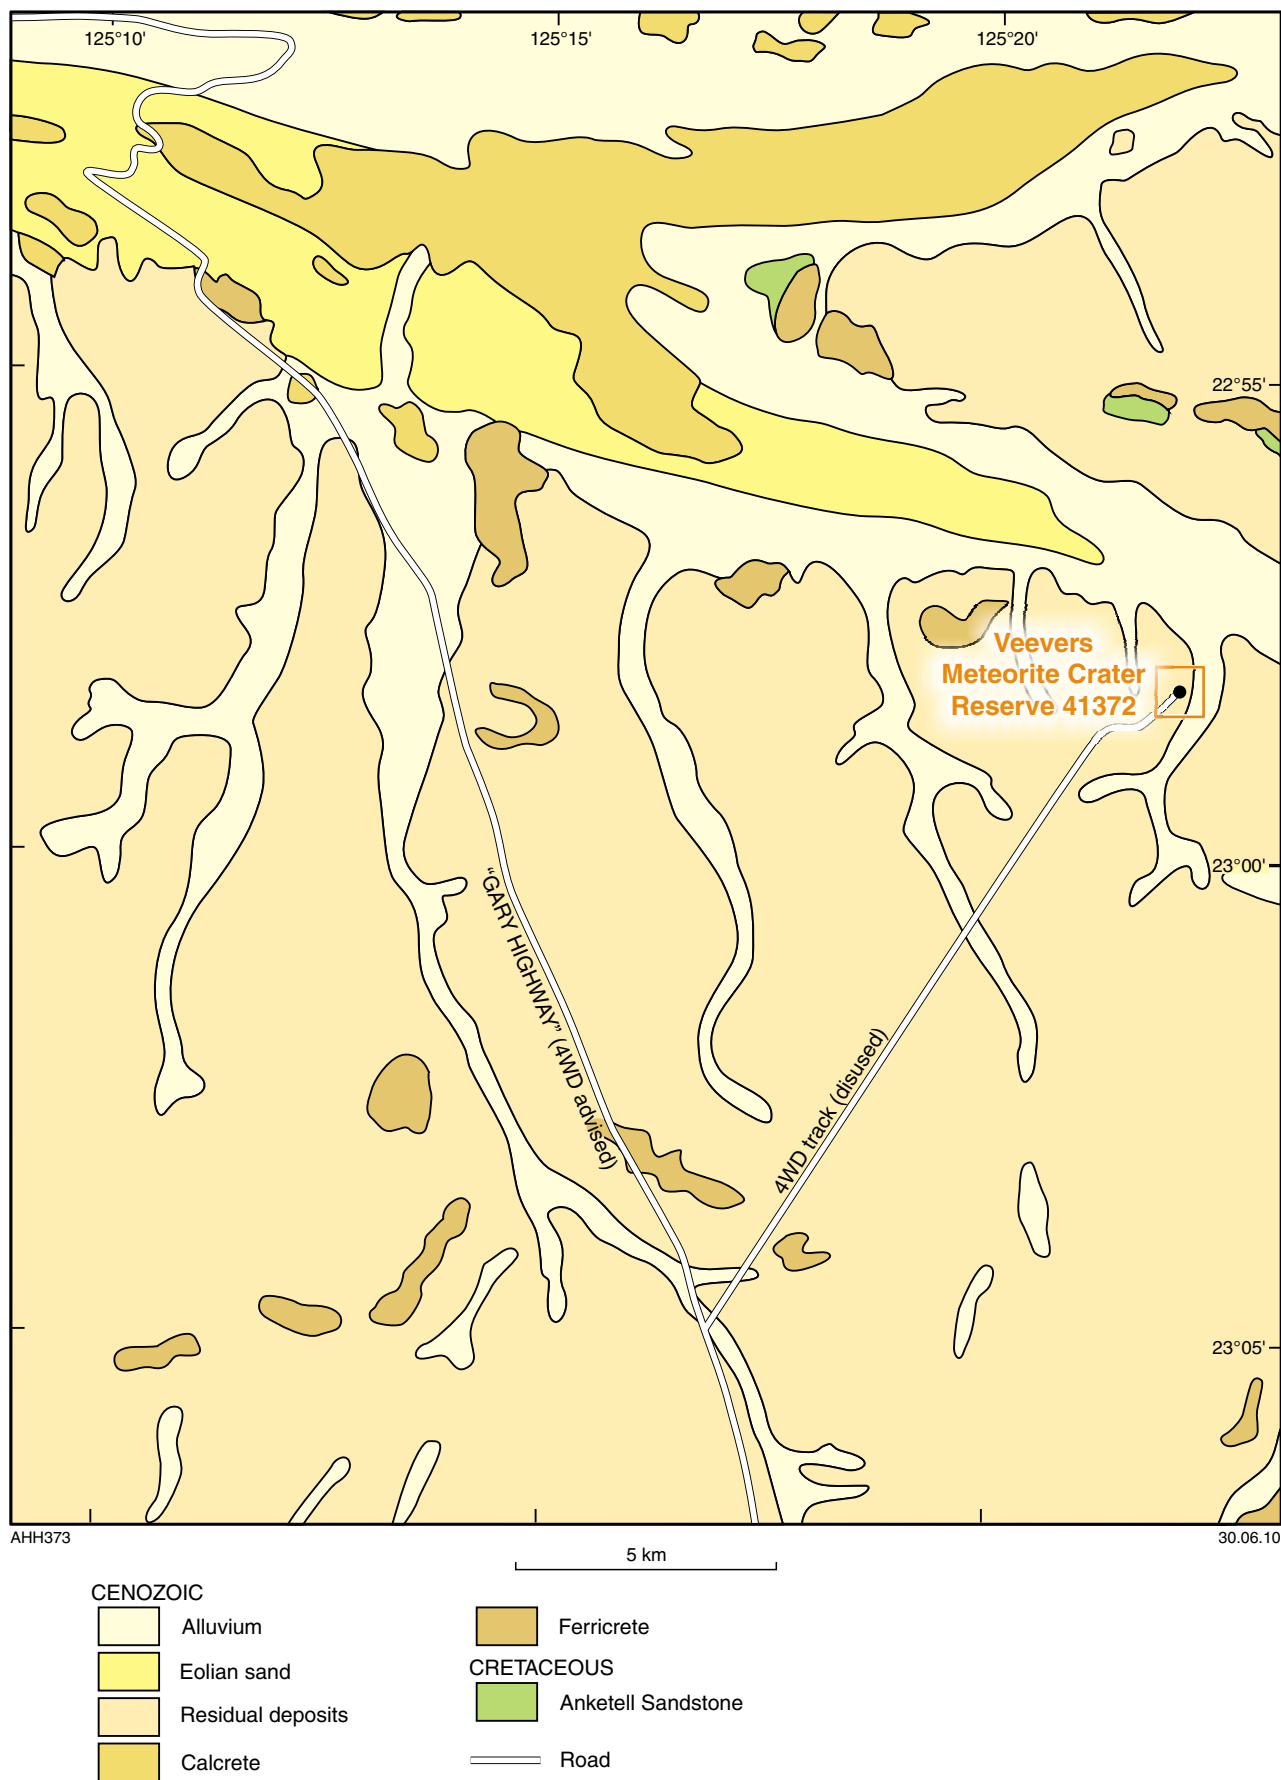 125°10'
125°15'
125°20'
22°55'
Veevers
Meteorite Crater
Reserve 41372
23°00'
“GARY HIGHWAY” (4WD advised)
4WD track (disused)
23°05'
AHH373
30.06.10
5 km
CENOZOIC
Alluvium
Eolian sand
Residual deposits
Calcrete
Ferricrete
CRETACEOUS
Anketell Sandstone
Road